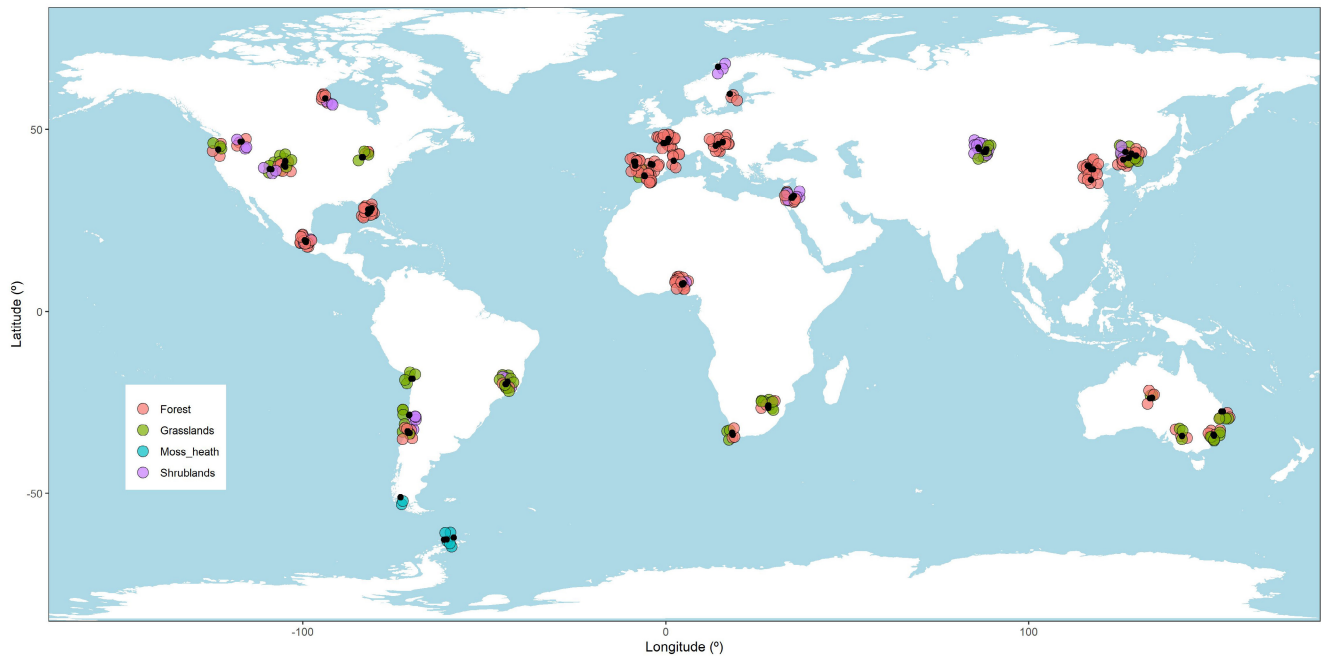 50
0
-50
Latitude (º)
Forest
Grasslands
Moss_heath
Shrublands
-100
0
100
Longitude (º)